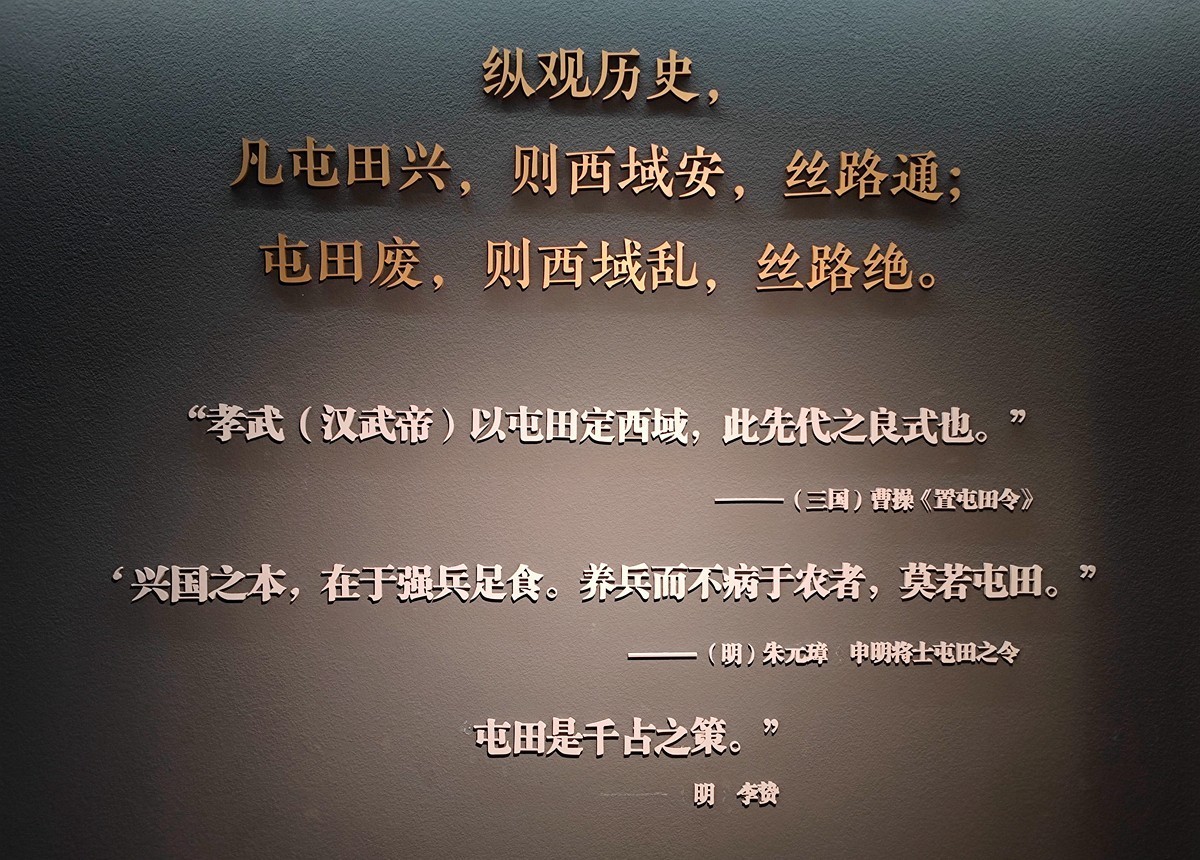 纵观历史，
凡屯田兴，则西域安，丝路通；
屯田废，则西域乱，丝路绝。
“孝武（汉武帝）以屯田定西域，此先代之良式也。”
——（三国）曹操《置屯田令》
‘兴国之本，在于强兵足食。养兵而不病于农者，莫若屯田。”
——（明）朱元璋 申明将士屯田之令
屯田是千占之策。”
明 李贽